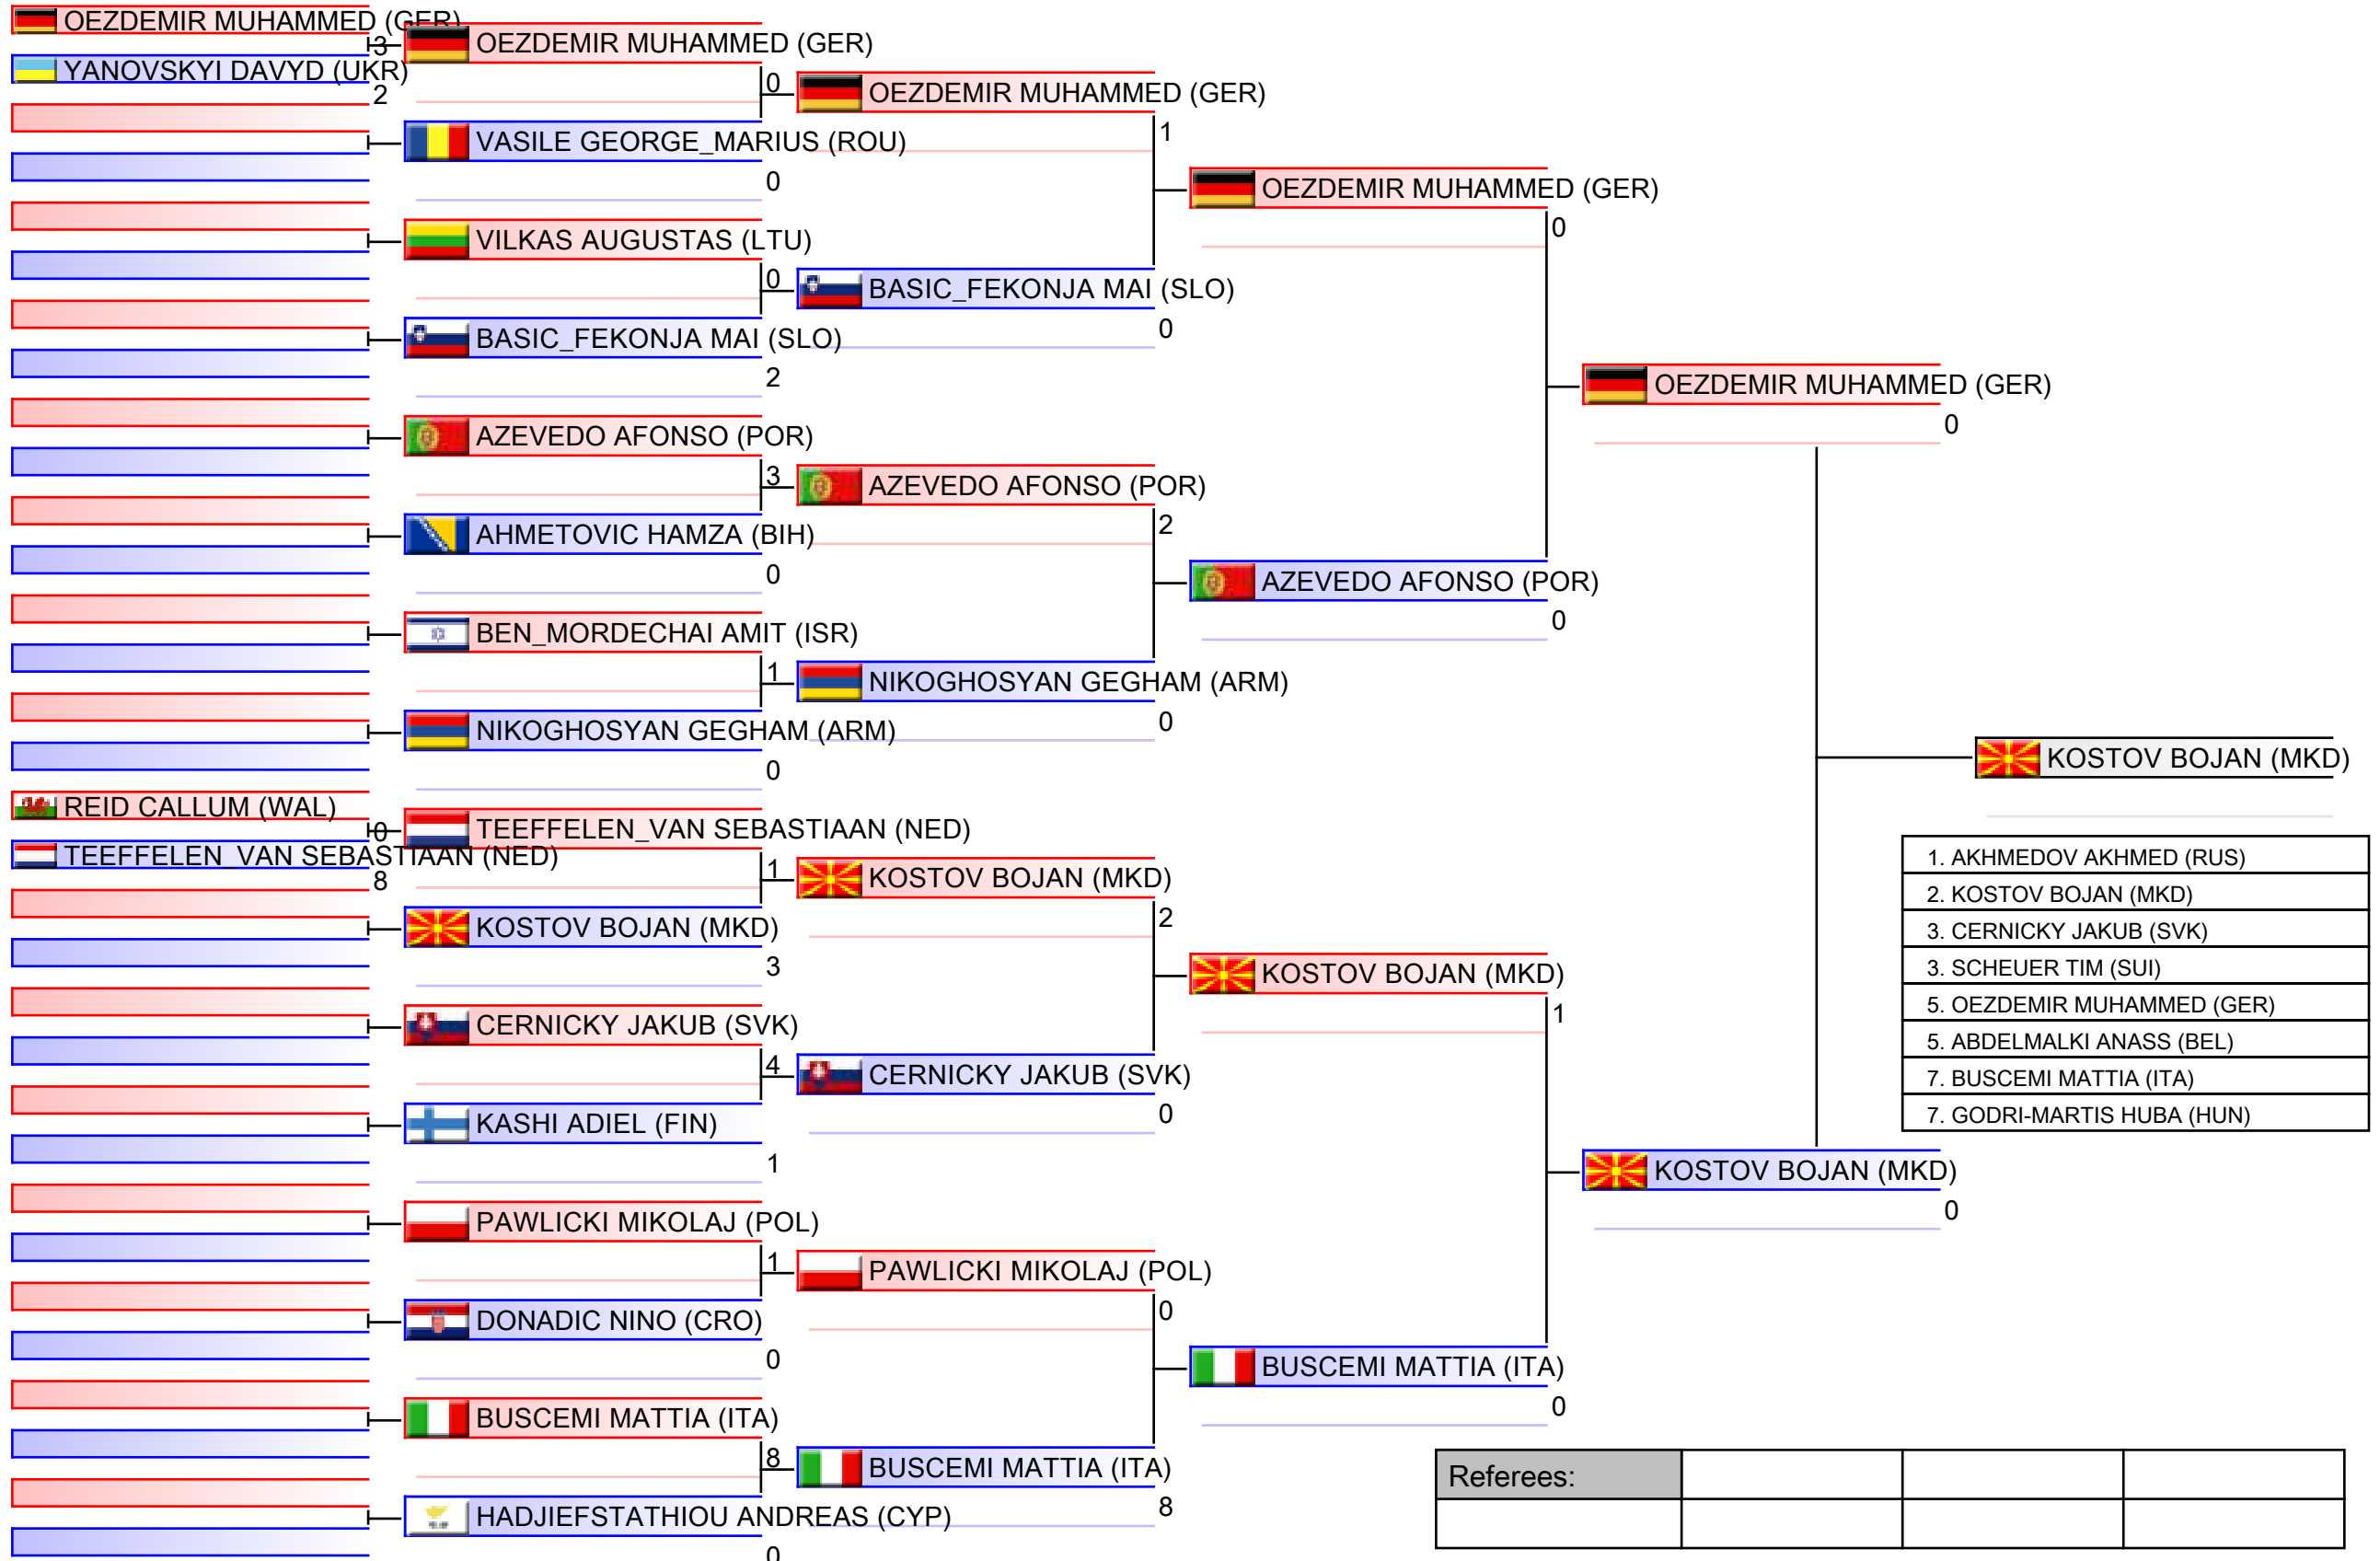 OEZDEMIR MUHAMMED (GER)
3
YANOVSKYI DAVYD (UKR)
2
REID CALLUM (WAL)
0
TEEFFELEN_VAN SEBASTIAAN (NED)
8
OEZDEMIR MUHAMMED (GER)
0
VASILE GEORGE_MARIUS (ROU)
0
VILKAS AUGUSTAS (LTU)
0
BASIC_FEKONJA MAI (SLO)
2
AZEVEDO AFONSO (POR)
3
AHMETOVIC HAMZA (BIH)
0
BEN_MORDECHAI AMIT (ISR)
1
NIKOGHOSYAN GEGHAM (ARM)
0
TEEFFELEN_VAN SEBASTIAAN (NED)
1
KOSTOV BOJAN (MKD)
3
CERNICKY JAKUB (SVK)
4
KASHI ADIEL (FIN)
1
PAWLICKI MIKOLAJ (POL)
1
DONADIC NINO (CRO)
0
BUSCEMI MATTIA (ITA)
8
HADJIEFSTATHIOU ANDREAS (CYP)
0
OEZDEMIR MUHAMMED (GER)
1
BASIC_FEKONJA MAI (SLO)
0
AZEVEDO AFONSO (POR)
2
NIKOGHOSYAN GEGHAM (ARM)
0
KOSTOV BOJAN (MKD)
2
CERNICKY JAKUB (SVK)
0
PAWLICKI MIKOLAJ (POL)
0
BUSCEMI MATTIA (ITA)
8
OEZDEMIR MUHAMMED (GER)
0
AZEVEDO AFONSO (POR)
0
KOSTOV BOJAN (MKD)
1
BUSCEMI MATTIA (ITA)
0
OEZDEMIR MUHAMMED (GER)
0
KOSTOV BOJAN (MKD)
0
KOSTOV BOJAN (MKD)
1. AKHMEDOV AKHMED (RUS)
2. KOSTOV BOJAN (MKD)
3. CERNICKY JAKUB (SVK)
3. SCHEUER TIM (SUI)
5. OEZDEMIR MUHAMMED (GER)
5. ABDELMALKI ANASS (BEL)
7. BUSCEMI MATTIA (ITA)
7. GODRI-MARTIS HUBA (HUN)
Referees: